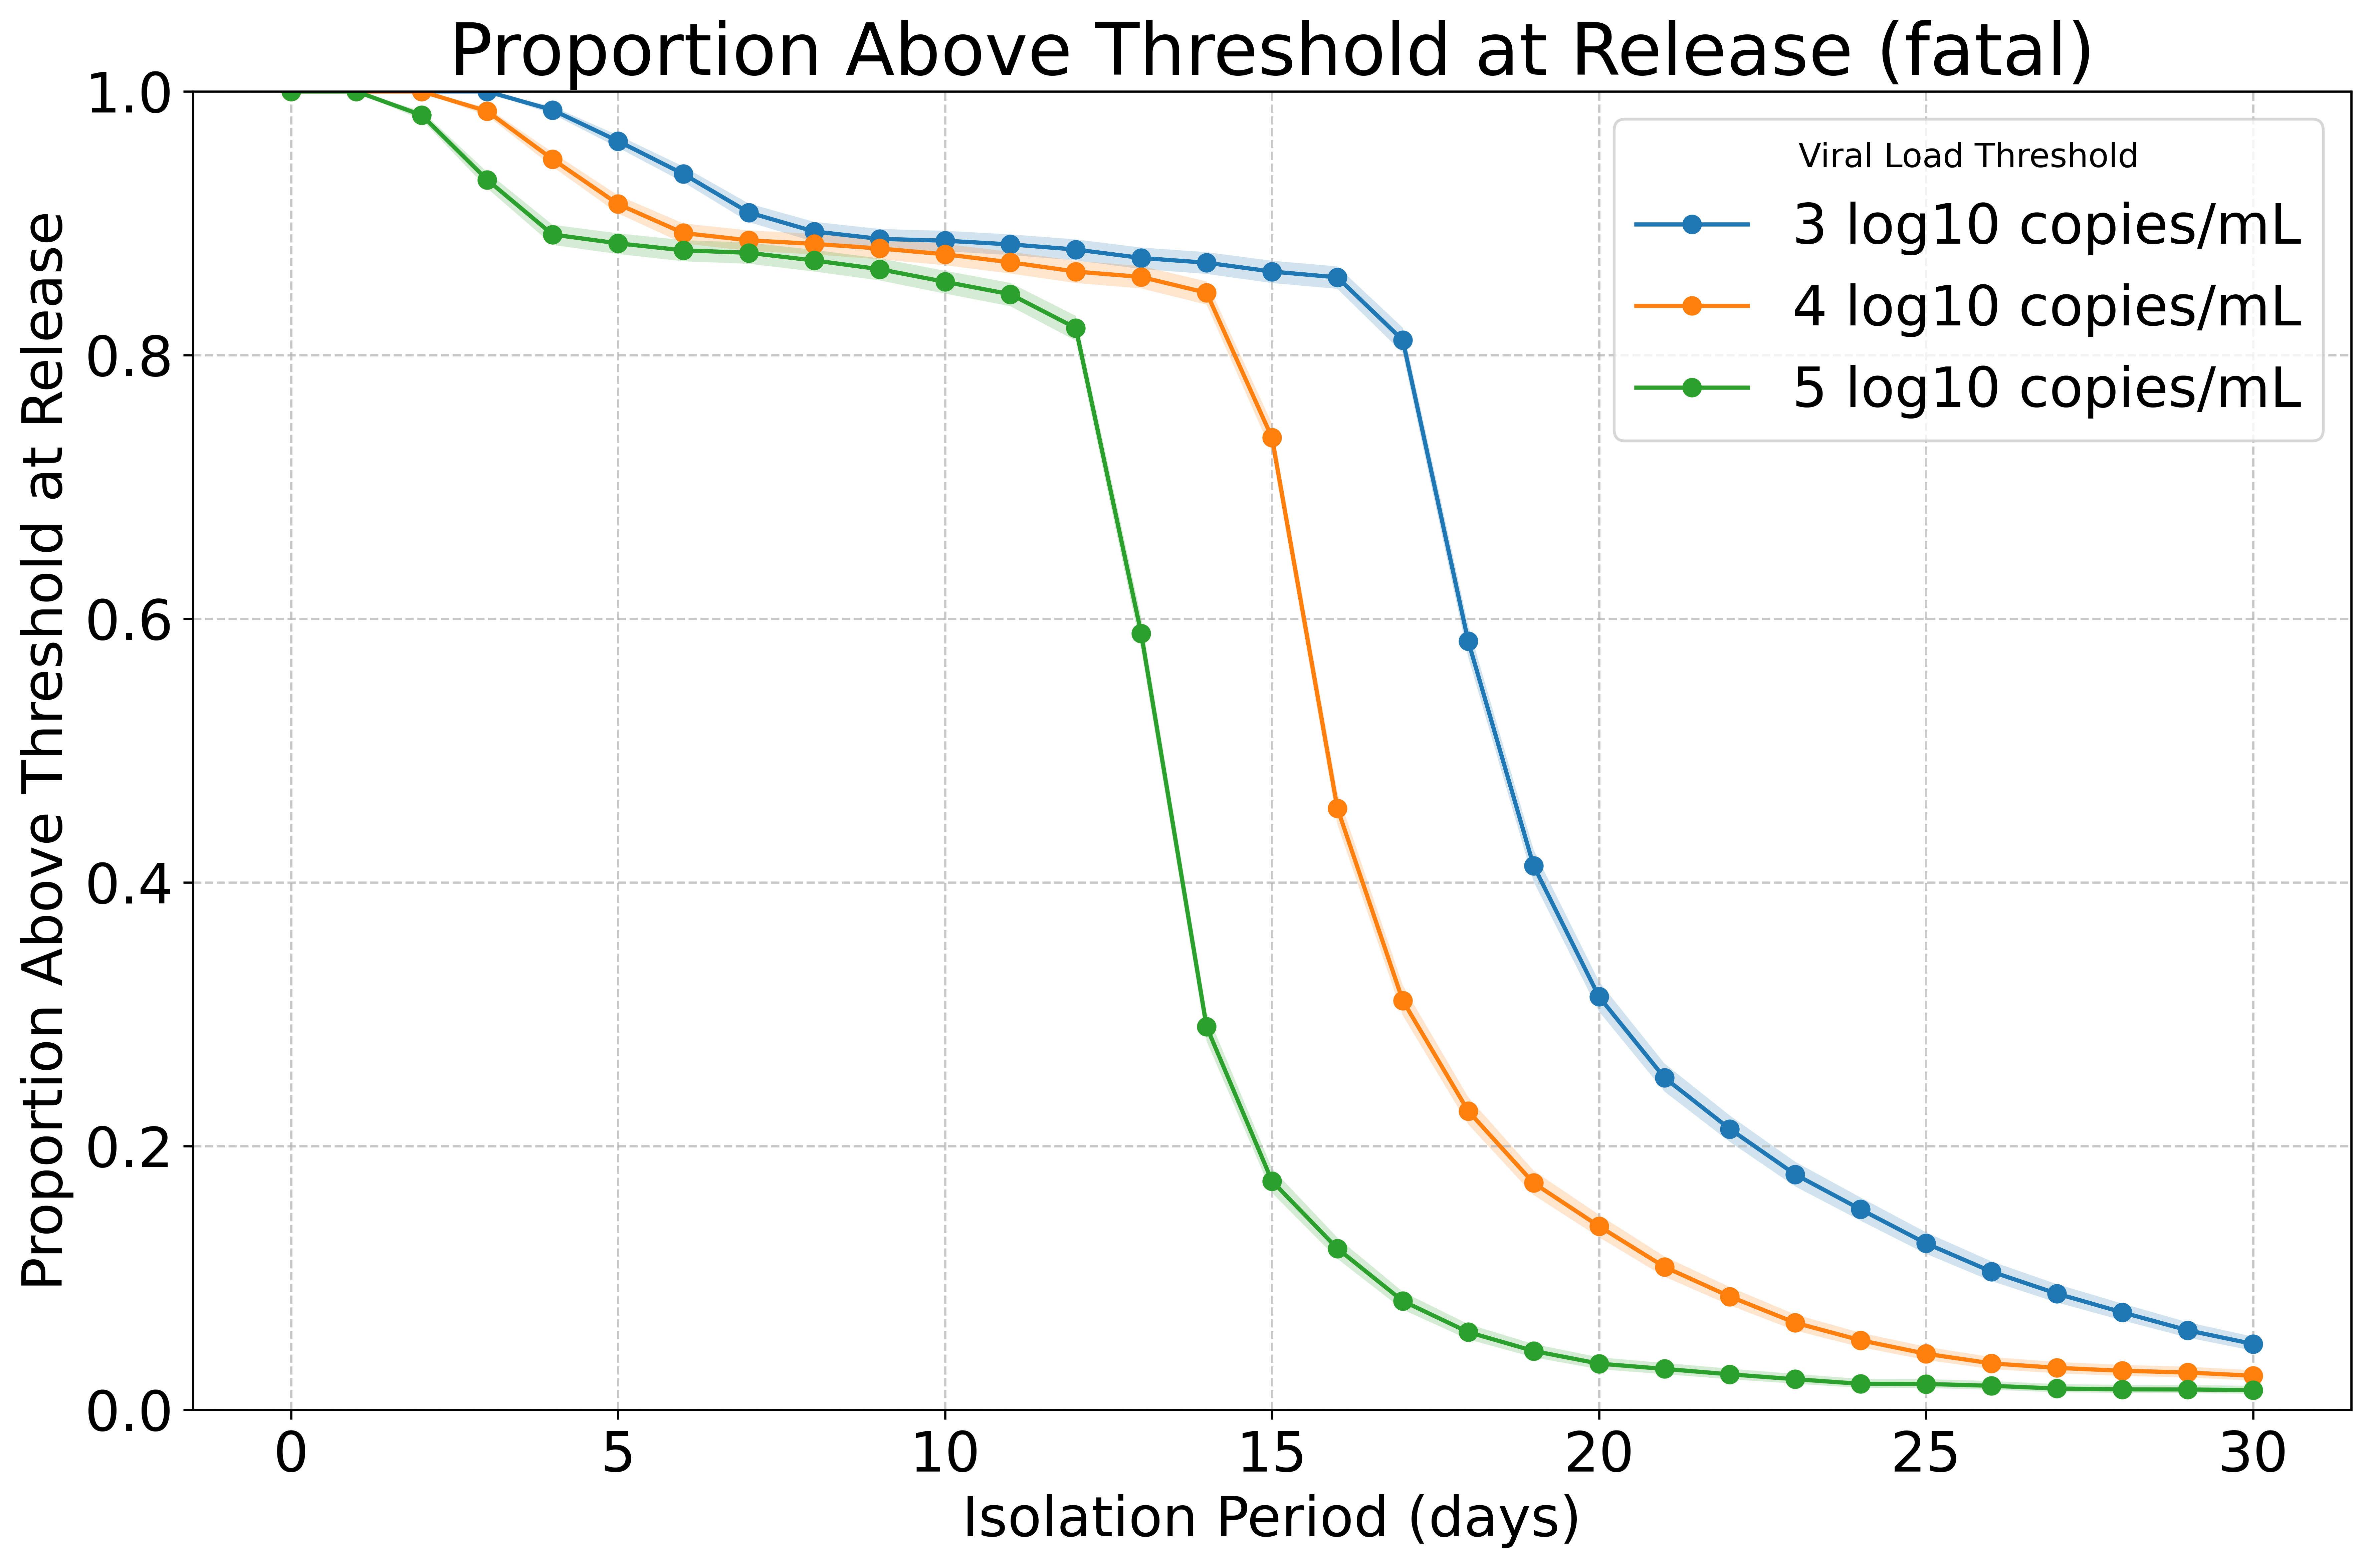 Proportion Above Threshold at Release (fatal)
Proportion Above Threshold at Release
1.0
0.8
0.6
0.4
0.2
0.0
Viral Load Threshold
3 log10 copies/mL
4 log10 copies/mL
5 log10 copies/mL
0 5 10 15 20 25 30
Isolation Period (days)